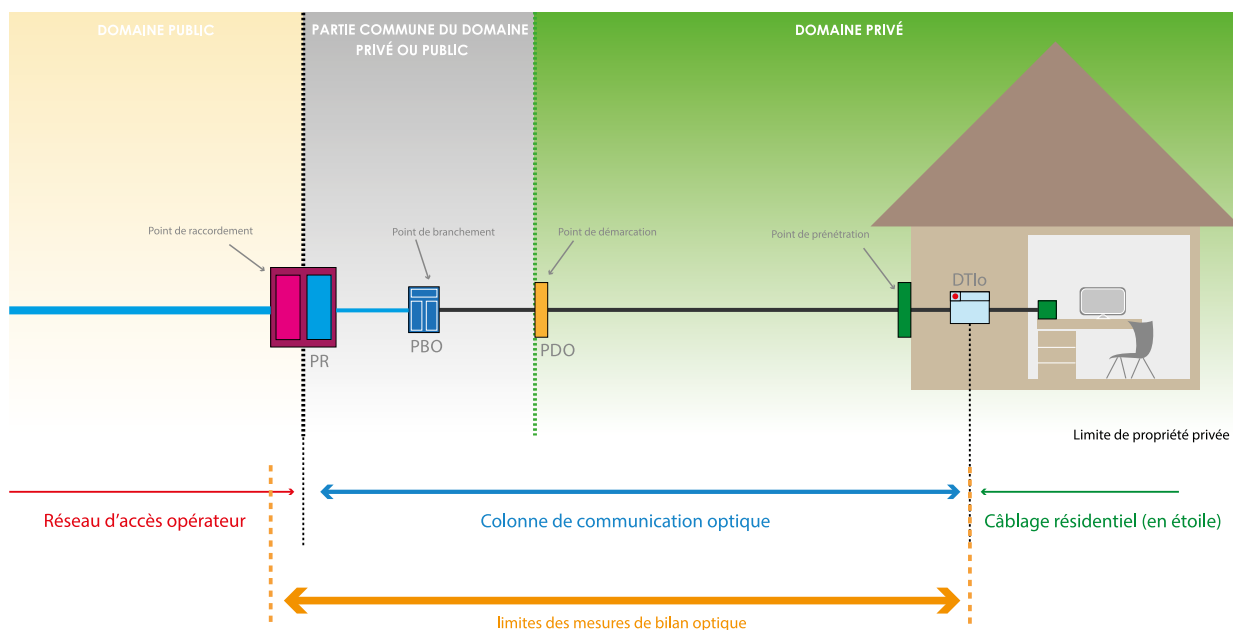 DOMAINE PUBLIC
PARTIE COMMUNE DU DOMAINE
PRIVÉ OU PUBLIC
DOMAINE PRIVÉ
Point de raccordement
Point de branchement
Point de démarcation
Point de prénétration
DTIo
PR
PBO
PDO
Limite de propriété privée
Réseau d'accès opérateur
Colonne de communication optique
Câblage résidentiel (en étoile)
limites des mesures de bilan optique